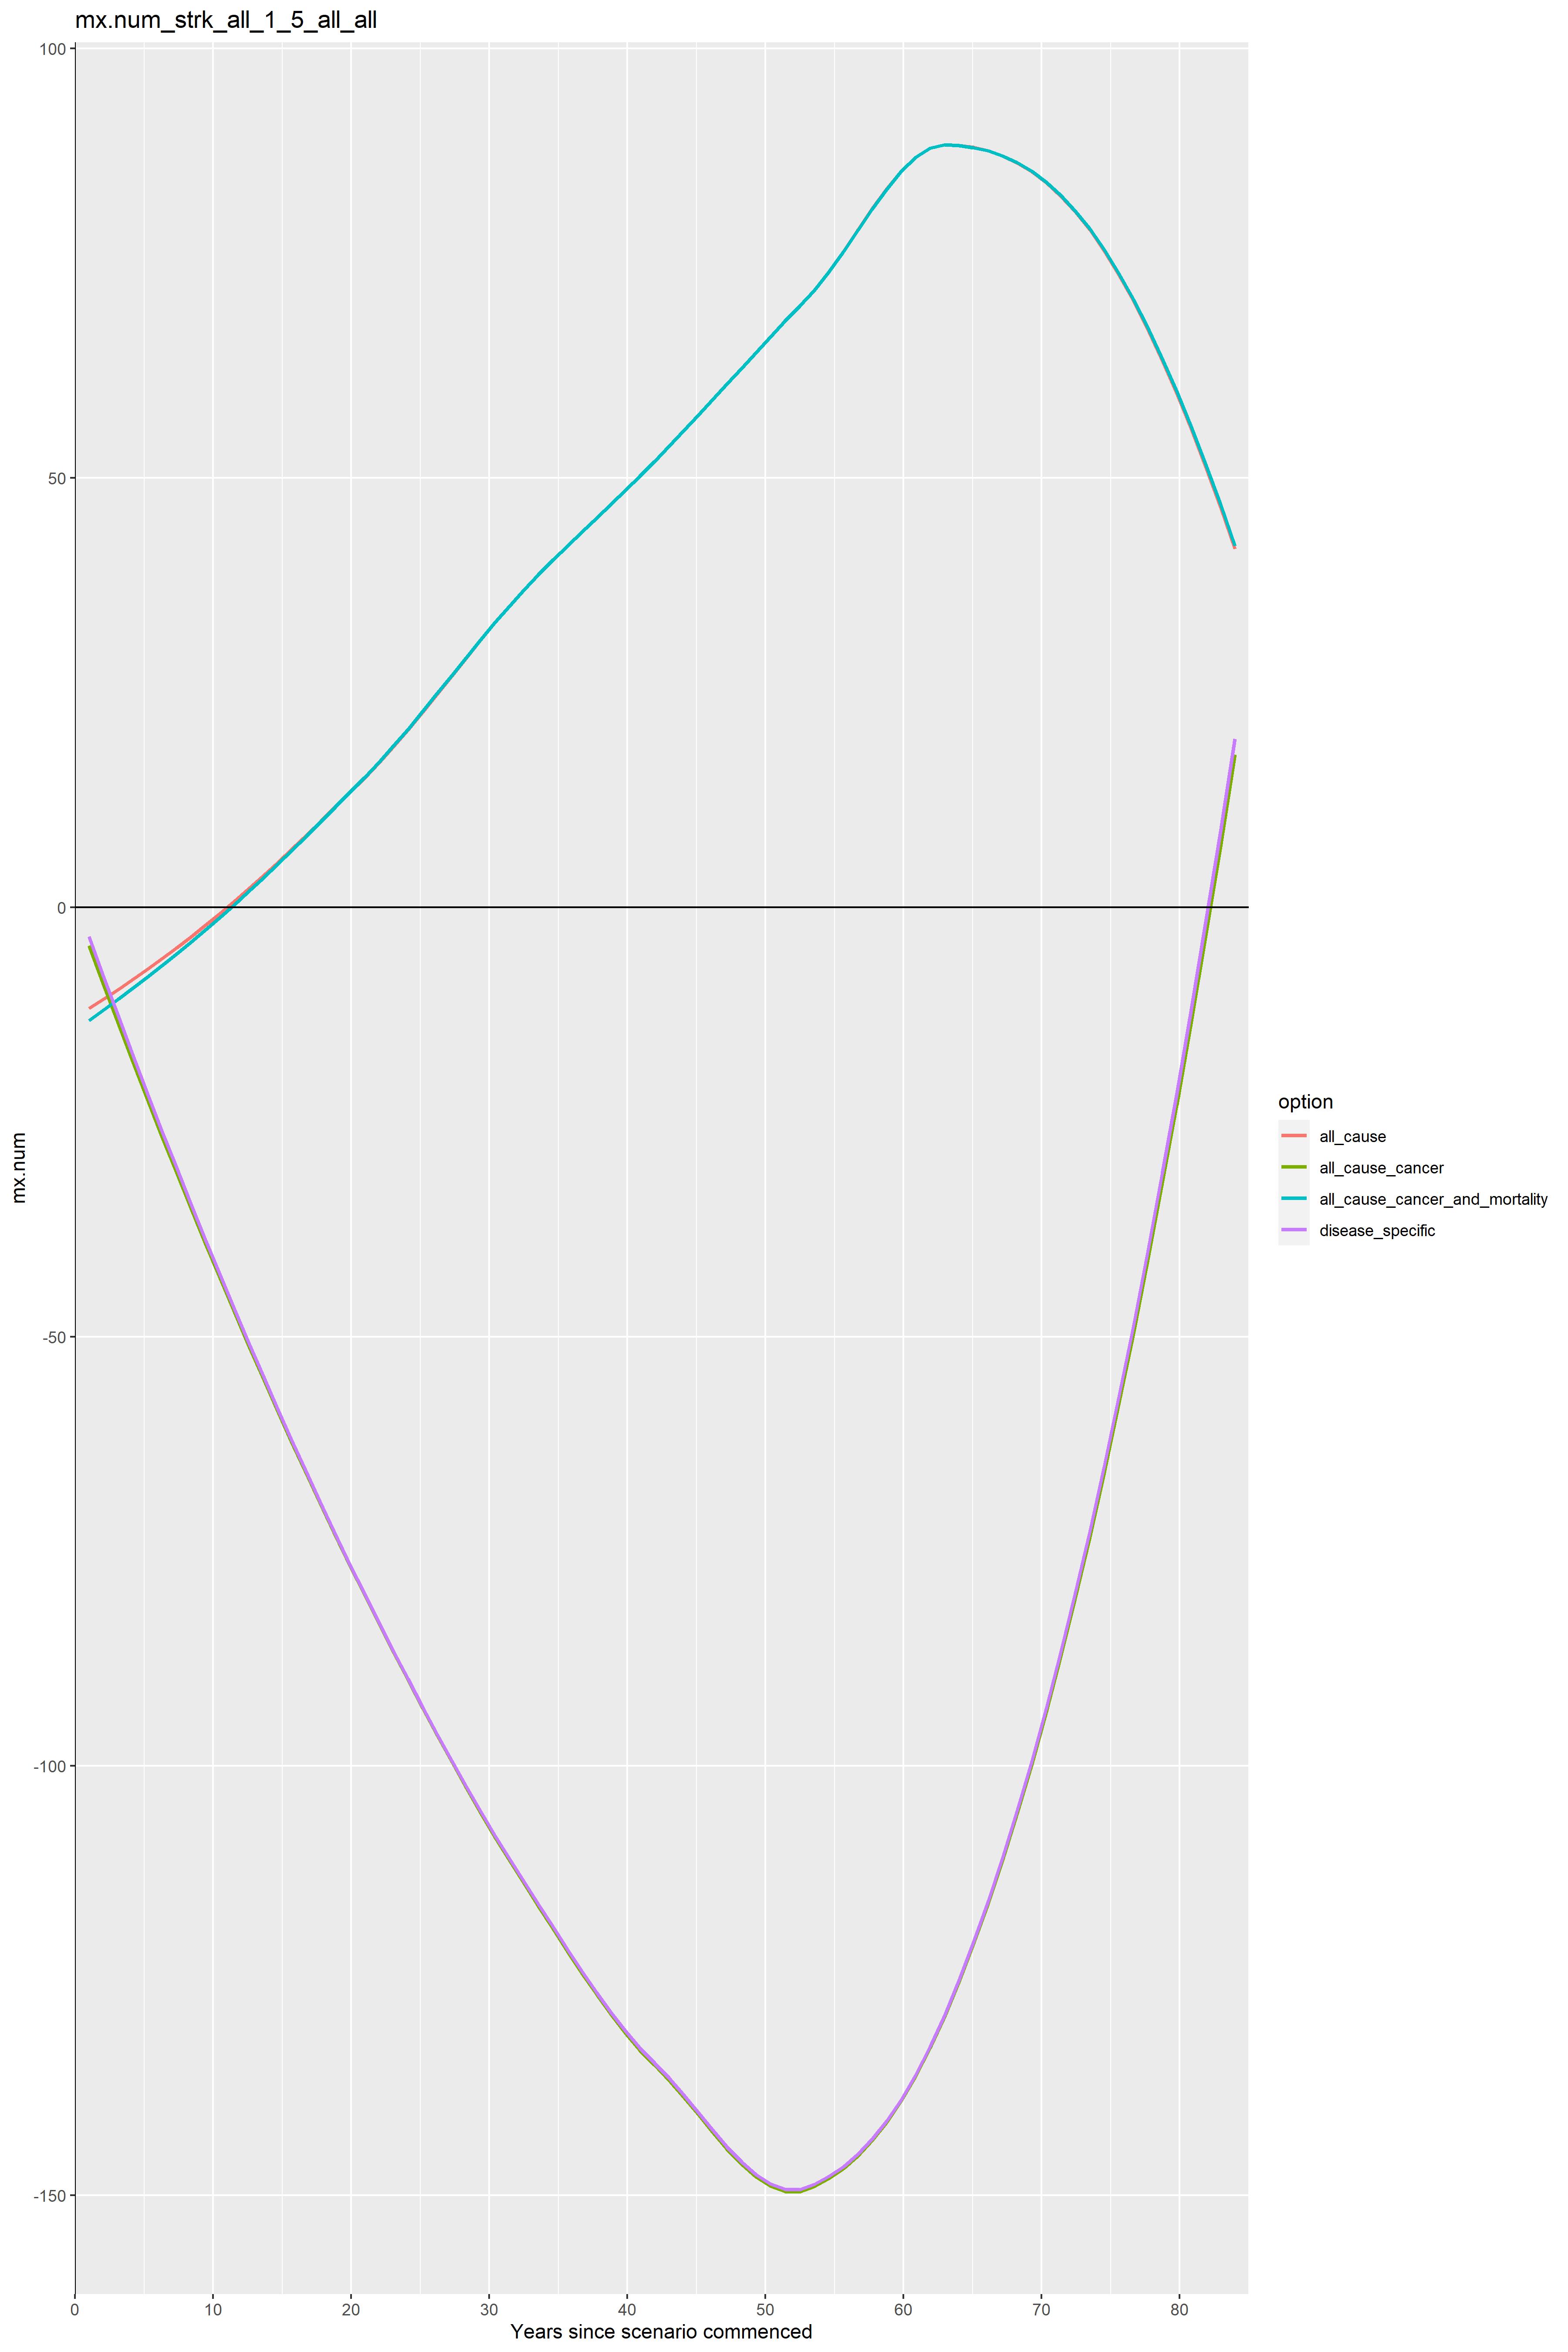 mx.num_strk_all_1_5_all_all
100
50
0
-50
-100
-150
mx.num
0 10 20 30 40 50 60 70 80
Years since scenario commenced
option
all_cause
all_cause_cancer
all_cause_cancer_and_mortality
disease_specific